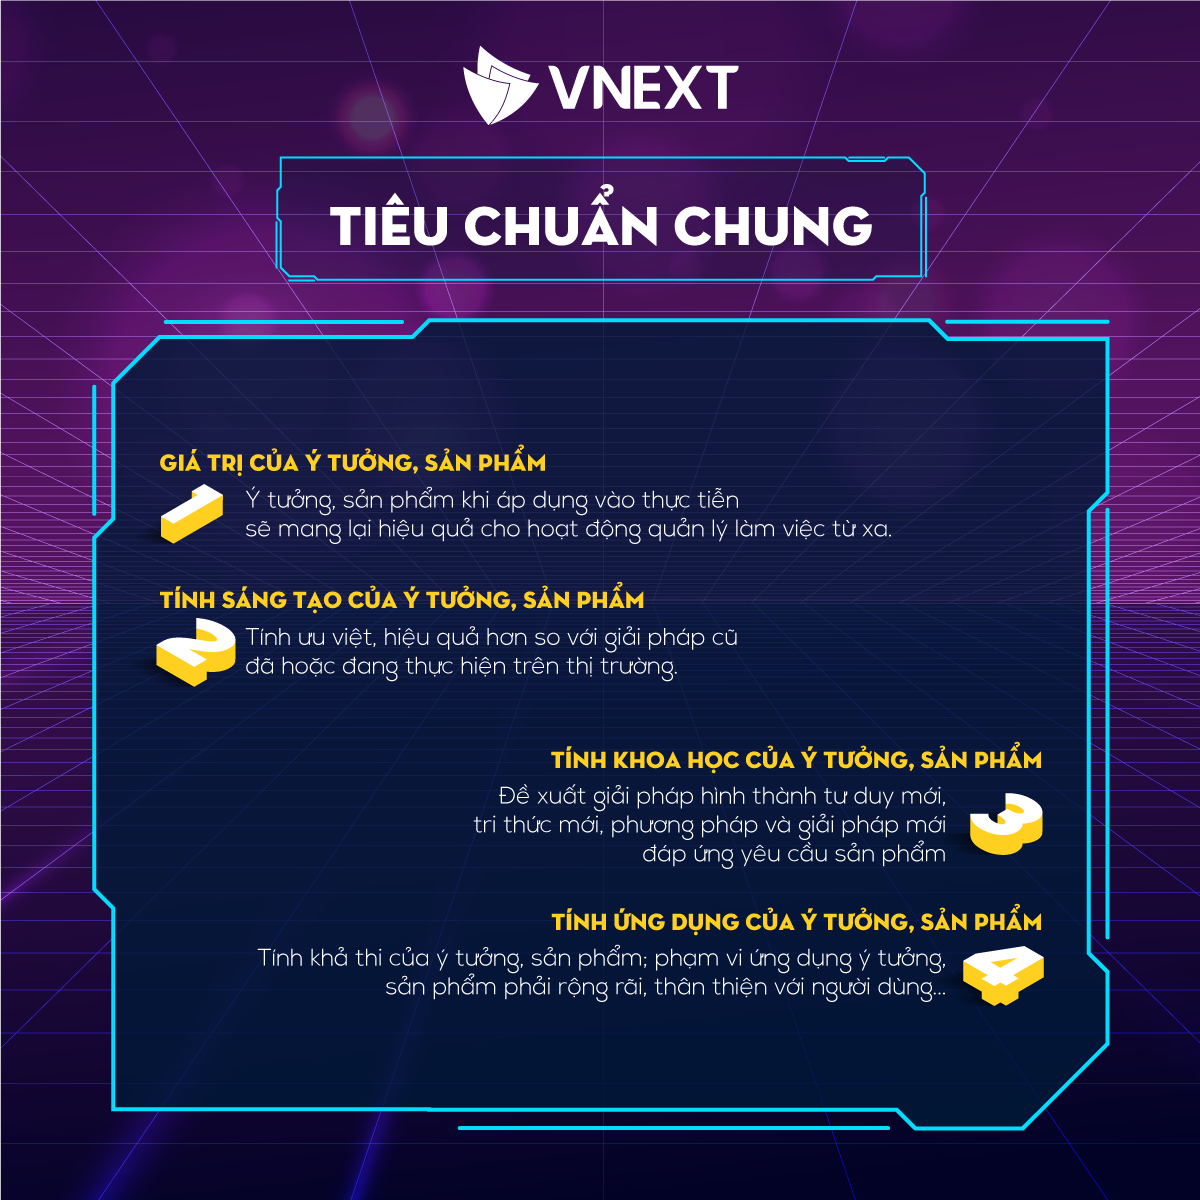 VNEXT
TIÊU CHUẨN CHUNG
GIÁ TRỊ CỦA Ý TƯỞNG, SẢN PHẨM
1
Ý tưởng, sản phẩm khi áp dụng vào thực tiễn
sẽ mang lại hiệu quả cho hoạt động quản lý làm việc từ xa.
TÍNH SÁNG TẠO CỦA Ý TƯỞNG, SẢN PHẨM
2
Tính ưu việt, hiệu quả hơn so với giải pháp cũ
đã hoặc đang thực hiện trên thị trường.
TÍNH KHOA HỌC CỦA Ý TƯỞNG, SẢN PHẨM
Đề xuất giải pháp hình thành tư duy mới,
tri thức mới, phương pháp và giải pháp mới
đáp ứng yêu cầu sản phẩm
3
TÍNH ỨNG DỤNG CỦA Ý TƯỞNG, SẢN PHẨM
Tính khả thi của ý tưởng, sản phẩm; phạm vi ứng dụng ý tưởng,
sản phẩm phải rộng rãi, thân thiện với người dùng...
4